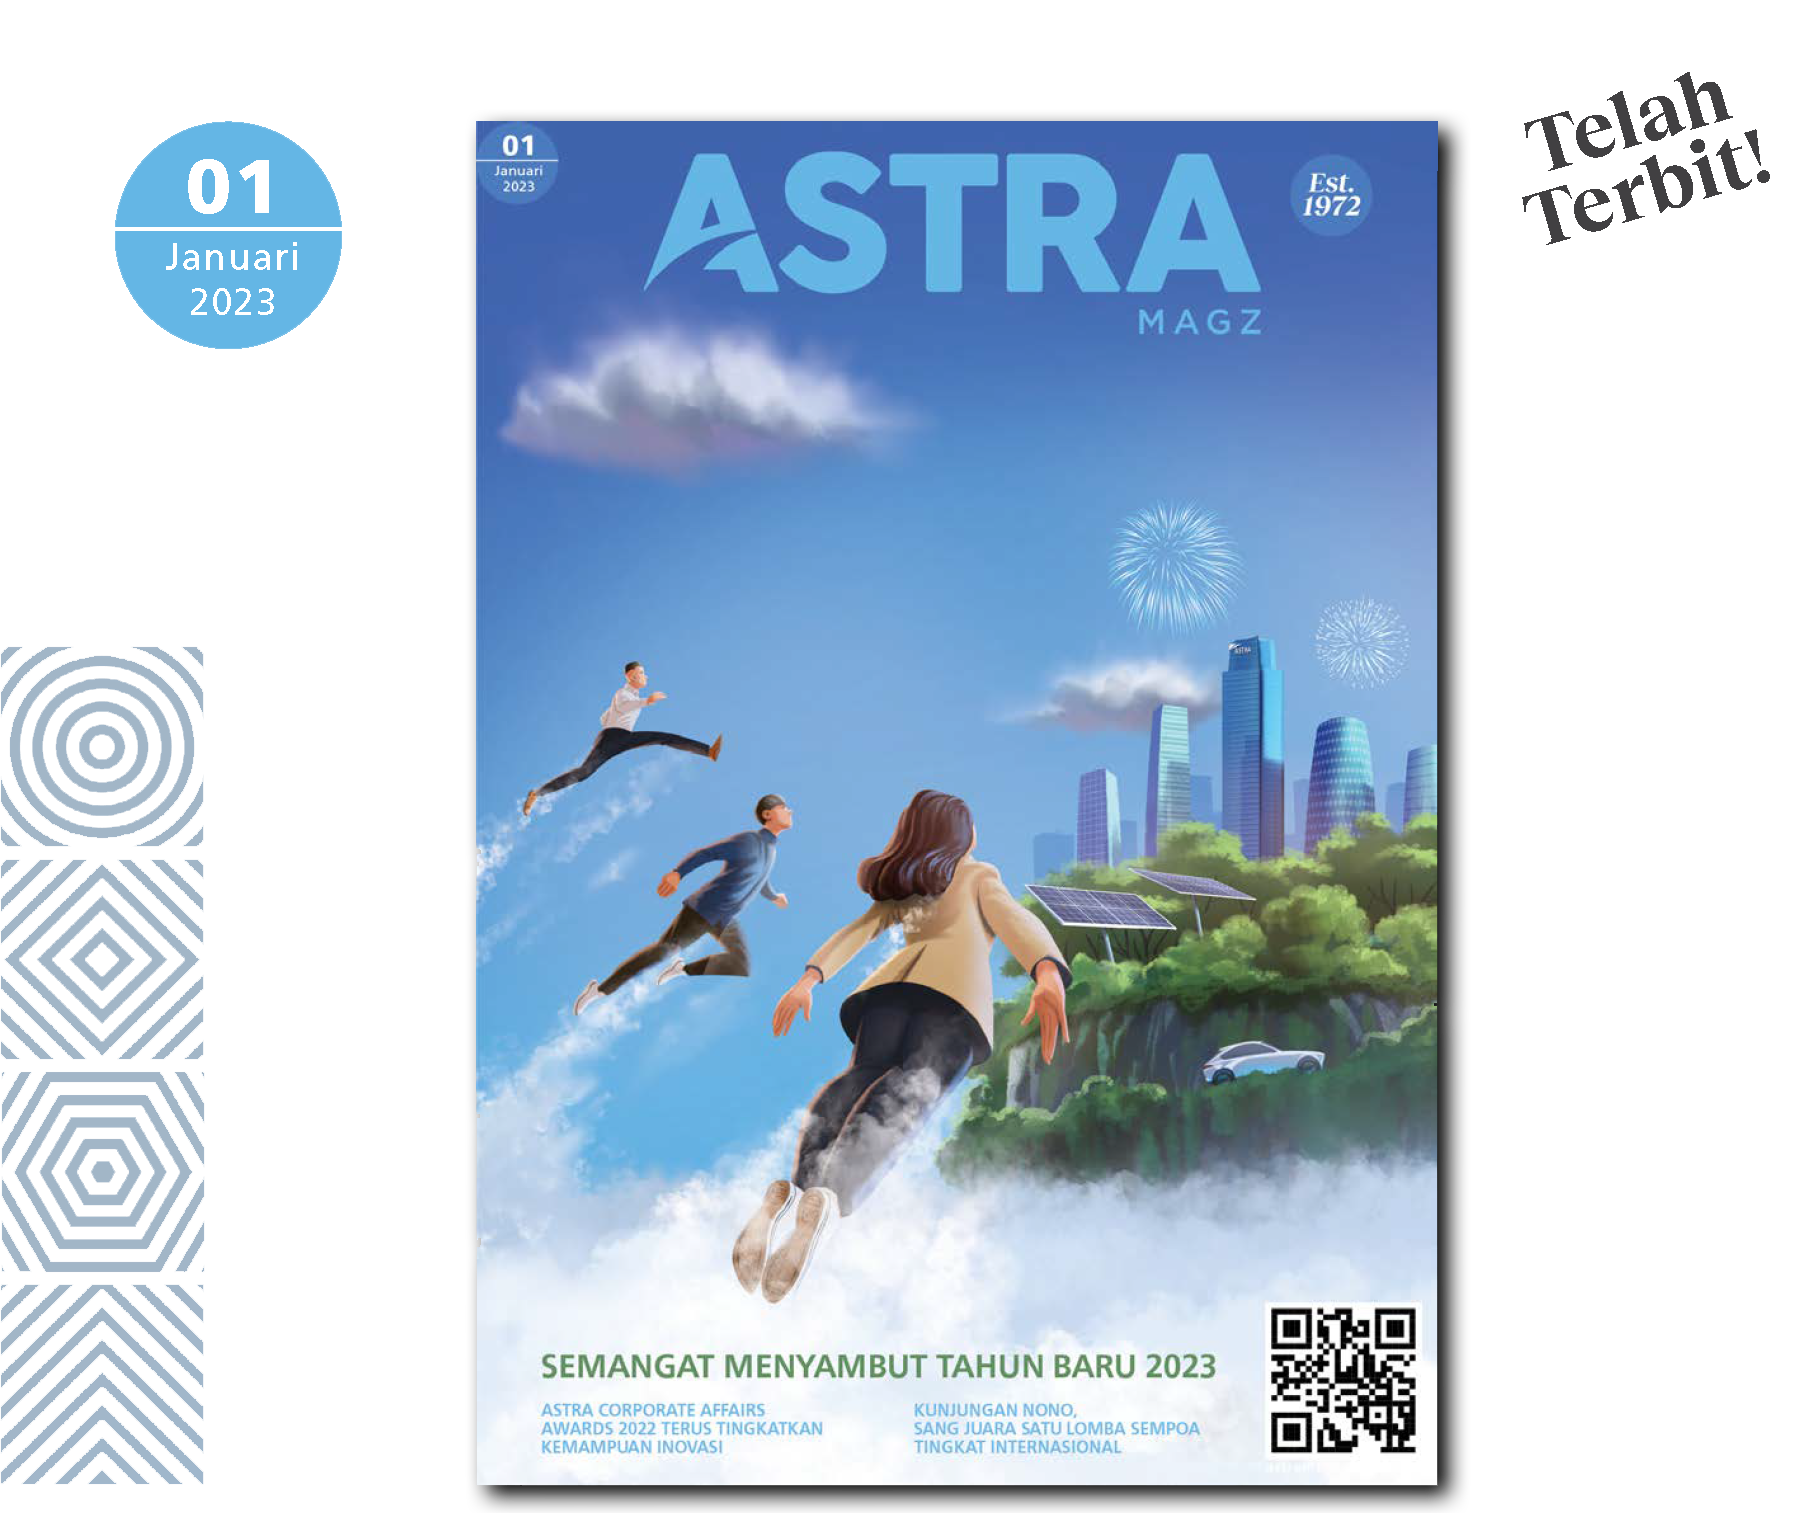 01
Januari
2023
Telah
Terbit!
01
Januari
2023
ASTRA
MAGZ
Est.
1972
ASTRA
SEMANGAT MENYAMBUT TAHUN BARU 2023
ASTRA CORPORATE AFFAIRS
AWARDS 2022 TERUS TINGKATKAN
KEMAMPUAN INOVASI
KUNJUNGAN NONO,
SANG JUARA SATU LOMBA SEMPOA
TINGKAT INTERNASIONAL